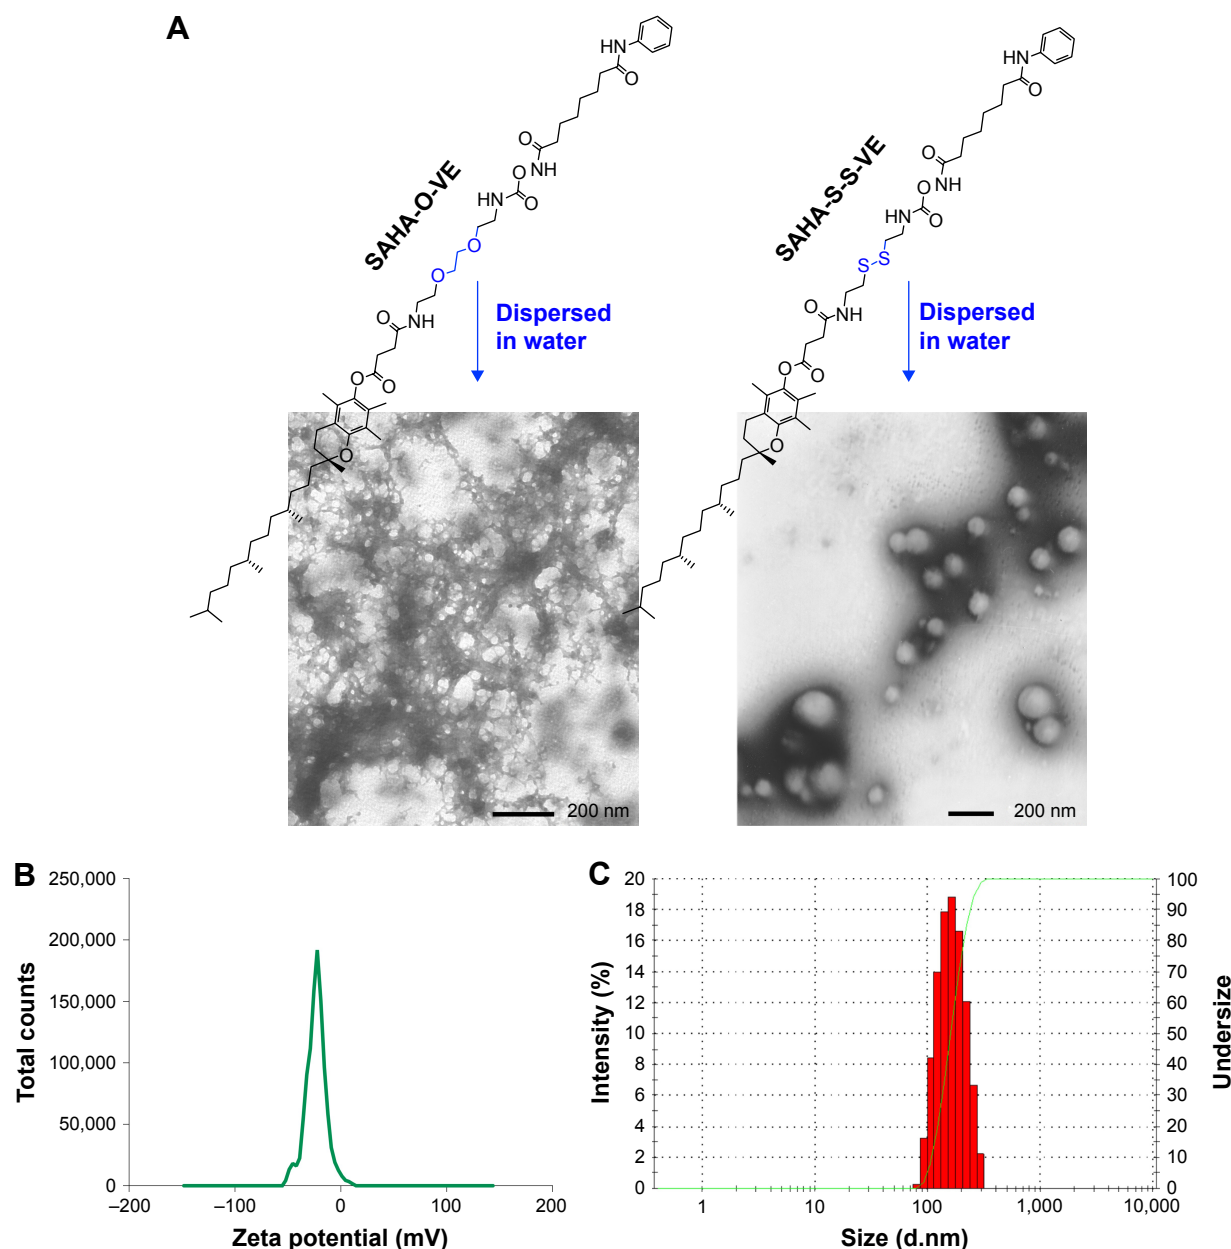 A
HN
O
O
NH
O
HN
O
O
O
O
NH
O
O
O
SAHA-O-VE
Dispersed
in water
200 nm
HN
O
O
NH
O
HN
O
S
S
O
NH
O
O
O
SAHA-S-S-VE
Dispersed
in water
200 nm
B
250,000
200,000
150,000
100,000
50,000
0
Total counts
–200
–100
0
100
200
Zeta potential (mV)
C
20
18
16
14
12
10
8
6
4
2
0
Intensity (%)
100
90
80
70
60
50
40
30
20
10
0
Undersize
1
10
100
1,000
10,000
Size (d.nm)